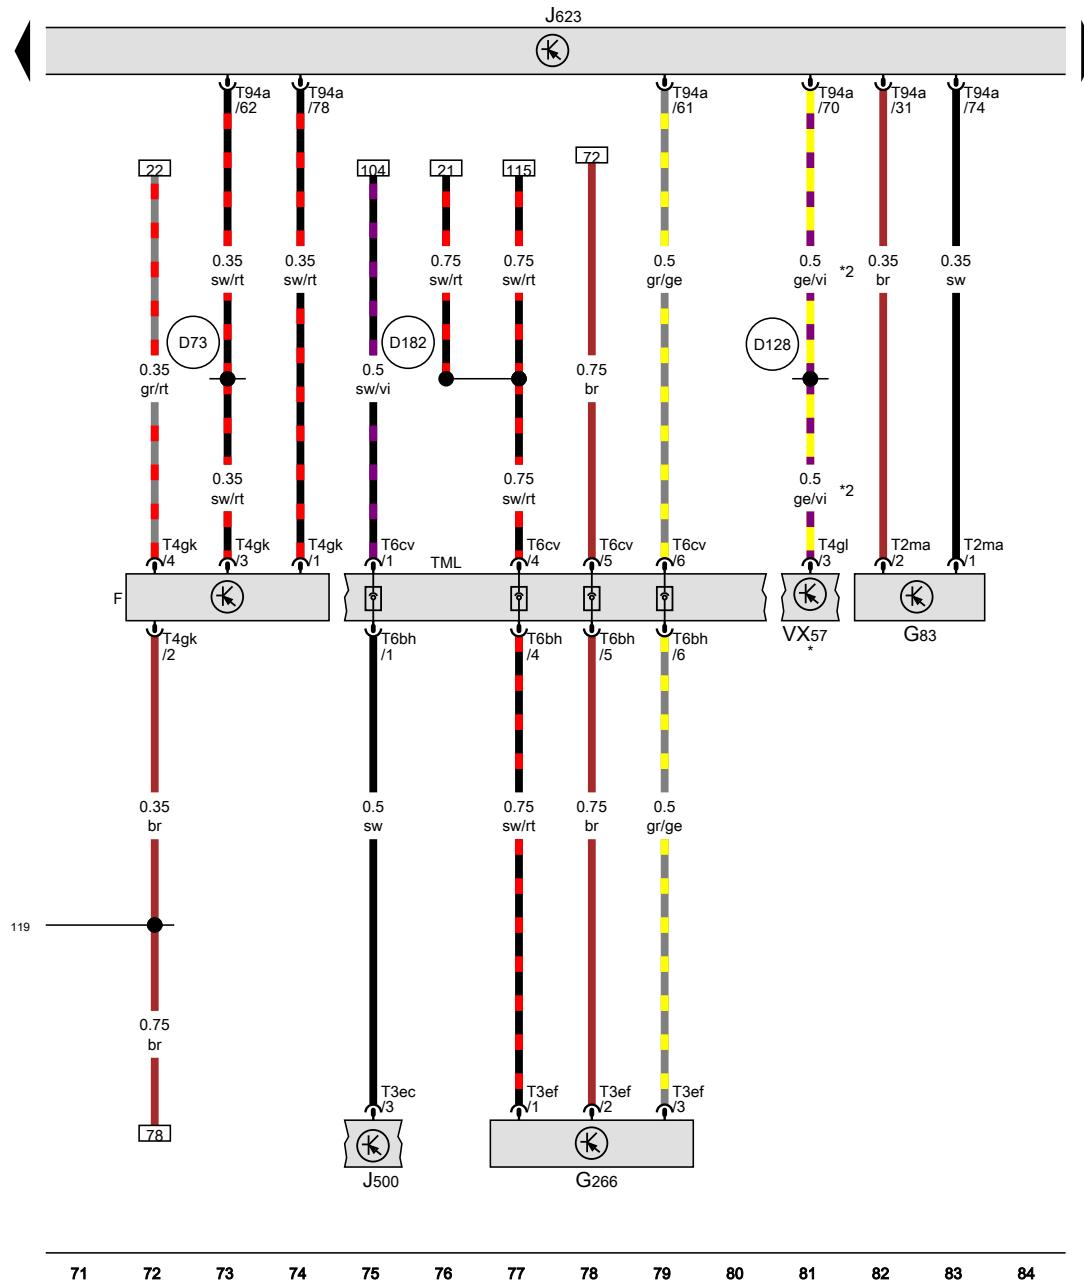 J623
T94a
/62
T94a
/78
T94a
/61
T94a
/70
T94a
/31
T94a
/74
22
104
21
115
72
0.35
sw/rt
0.35
sw/rt
0.75
sw/rt
0.75
sw/rt
0.5
gr/ge
0.5
ge/vi
*2
0.35
br
0.35
sw
D73
D182
D128
0.35
gr/rt
0.5
sw/vi
0.75
br
0.35
sw/rt
0.75
sw/rt
0.5
ge/vi
*2
T4gk
/4
T4gk
/3
T4gk
/1
T6cv
/1
TML
T6cv
/4
T6cv
/5
T6cv
/6
T4gl
/3
T2ma
/2
T2ma
/1
F
T4gk
/2
T6bh
/1
T6bh
/4
T6bh
/5
T6bh
/6
VX57
*
G83
0.35
br
0.5
sw
0.75
sw/rt
0.75
br
0.5
gr/ge
119
0.75
br
78
T3ec
/3
T3ef
/1
T3ef
/2
T3ef
/3
J500
G266
71 72 73 74 75 76 77 78 79 80 81 82 83 84